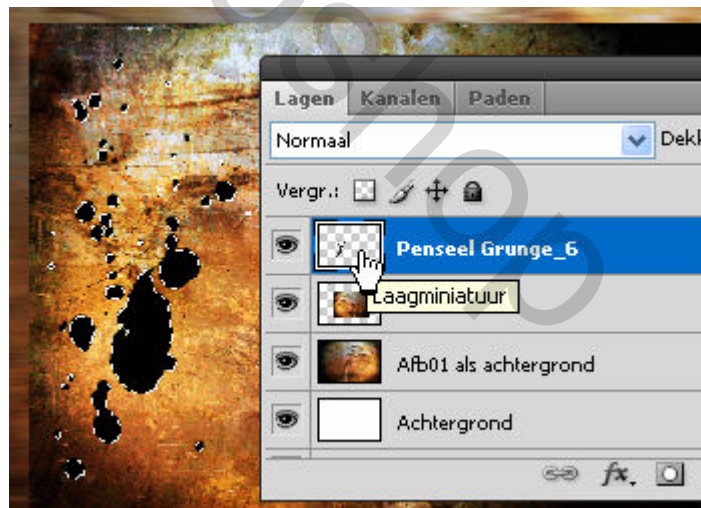 Lagen Kanalen Paden
Normaal Dekk
Vergr.:
Penseel Grunge_6
Laagminiatuur
Afb01 als achtergrond
Achtergrond
fx.